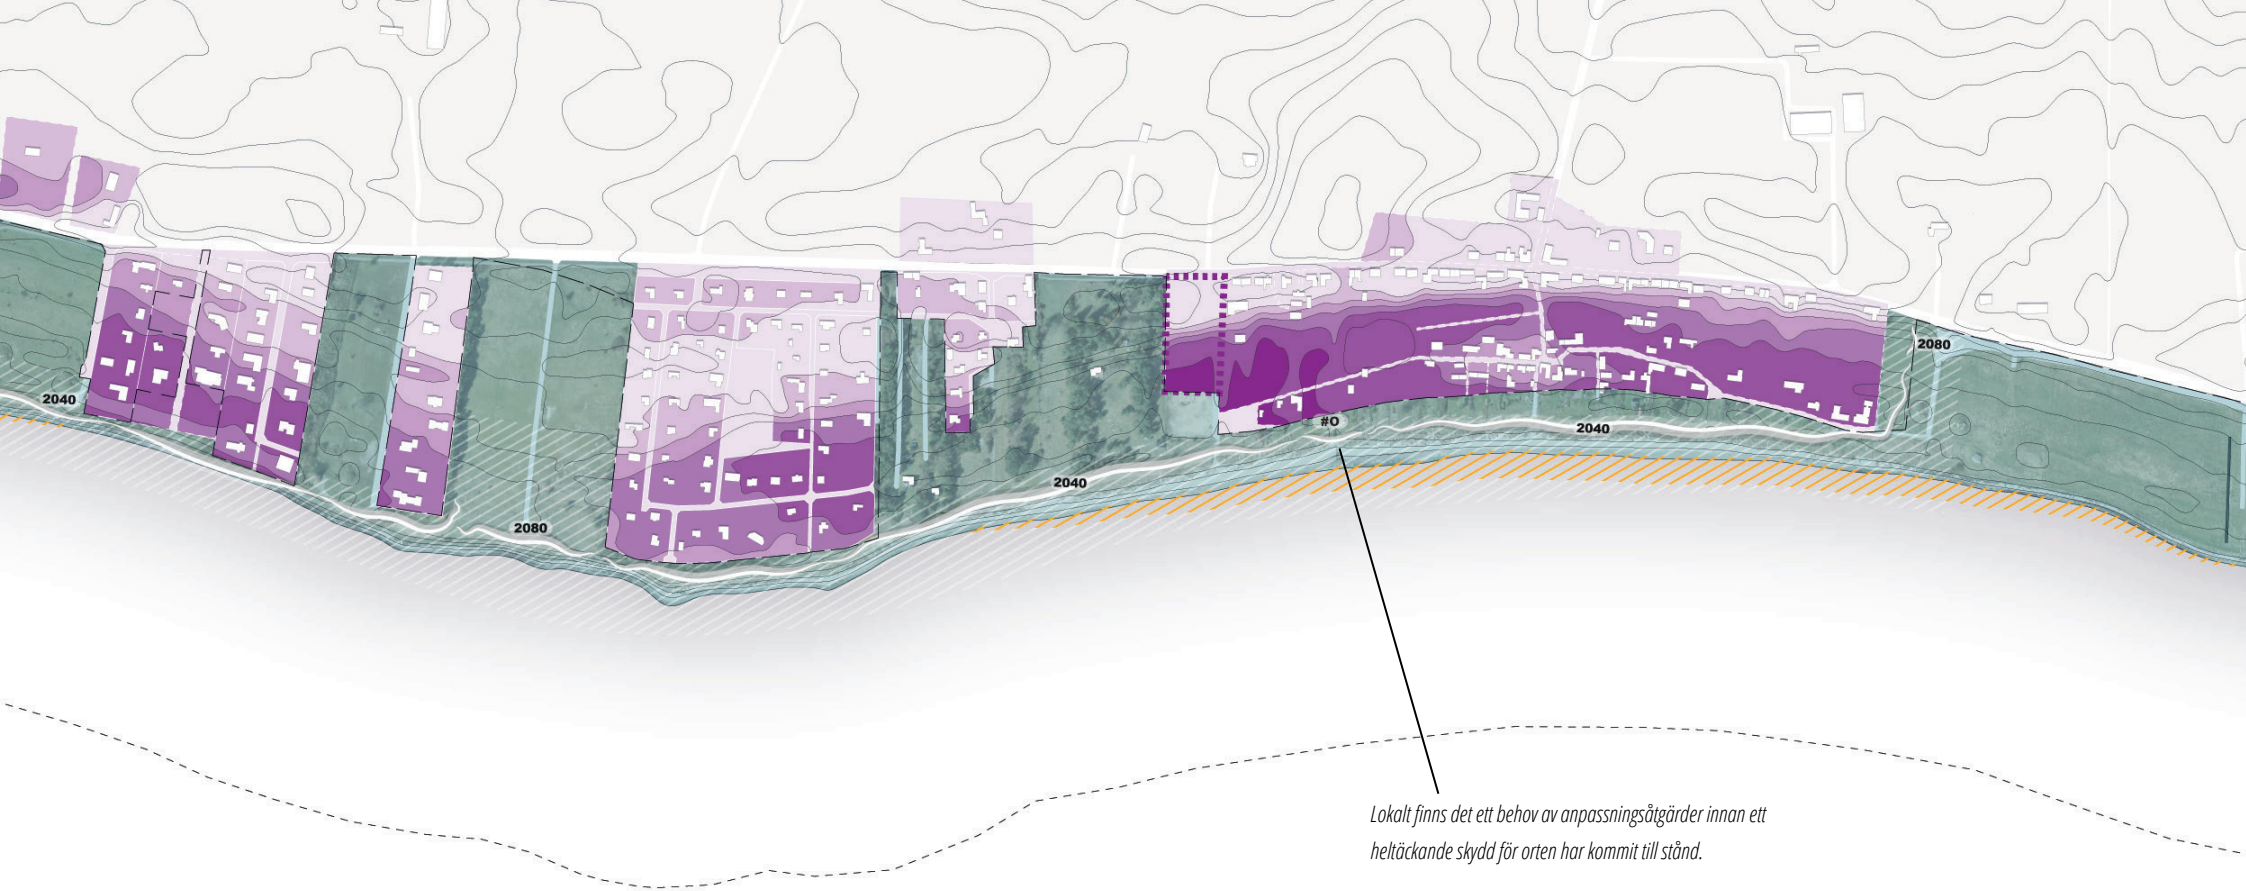 2080
2040
#O
2040
2040
2080
Lokalt finns det ett behov av anpassningsåtgärder innan ett
heltäckande skydd för orten har kommit till stånd.